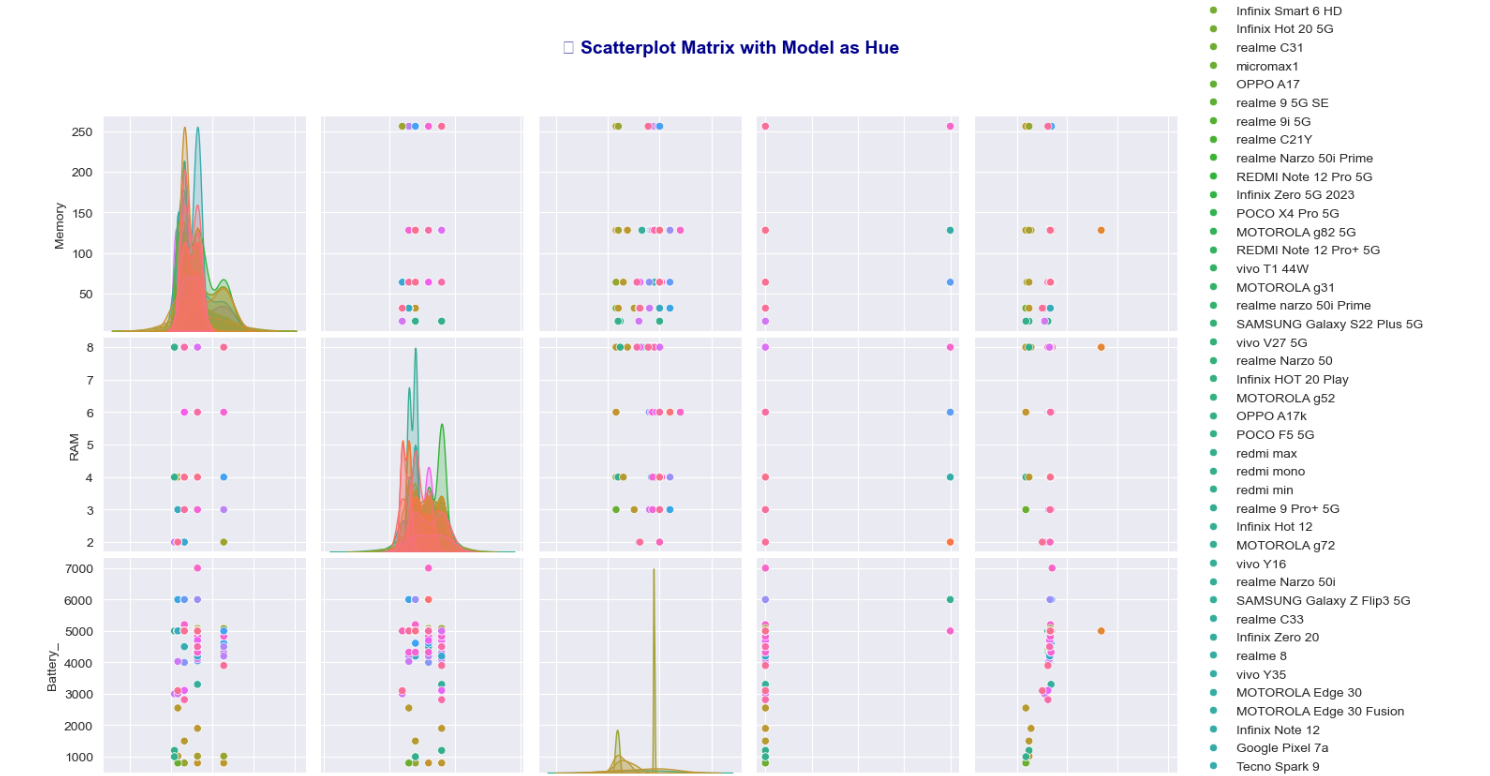 Scatterplot Matrix with Model as Hue
250
200
150
100
50
Memory
8
7
6
5
4
3
2
RAM
7000
6000
5000
4000
3000
2000
1000
Battery_
Infinix Smart 6 HD
Infinix Hot 20 5G
realme C31
micromax1
OPPO A17
realme 9 5G SE
realme 9i 5G
realme C21Y
realme Narzo 50i Prime
REDMI Note 12 Pro 5G
Infinix Zero 5G 2023
POCO X4 Pro 5G
MOTOROLA g82 5G
REDMI Note 12 Pro+ 5G
vivo T1 44W
MOTOROLA g31
realme narzo 50i Prime
SAMSUNG Galaxy S22 Plus 5G
vivo V27 5G
realme Narzo 50
Infinix HOT 20 Play
MOTOROLA g52
OPPO A17k
POCO F5 5G
redmi max
redmi mono
redmi min
realme 9 Pro+ 5G
Infinix Hot 12
MOTOROLA g72
vivo Y16
realme Narzo 50i
SAMSUNG Galaxy Z Flip3 5G
realme C33
Infinix Zero 20
realme 8
vivo Y35
MOTOROLA Edge 30
MOTOROLA Edge 30 Fusion
Infinix Note 12
Google Pixel 7a
Tecno Spark 9